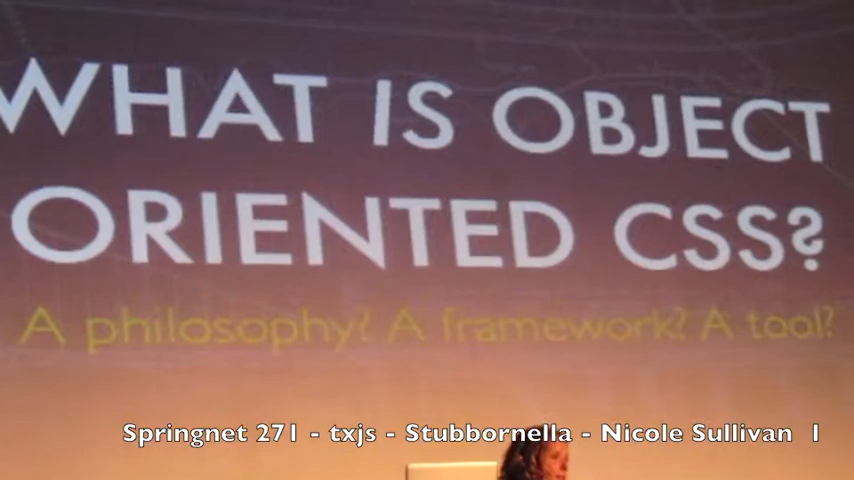 WHAT IS OBJECT
ORIENTED CSS?
A philosophy? A framework? A tool?
Springnet 271 - txjs - Stubbornella - Nicole Sullivan 1